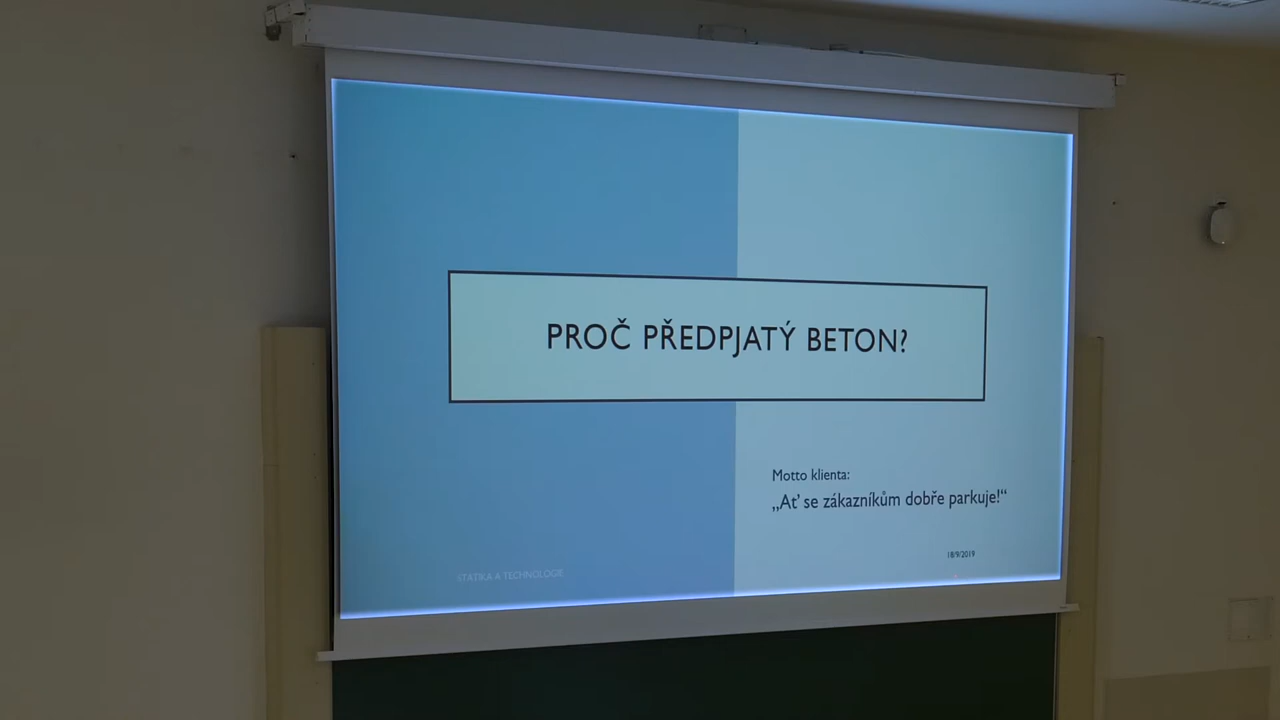 PROČ PŘEDPJATÝ BETON?
Motto klienta:
„Ať se zákazníkům dobře parkuje!“
18/9/2019
STATIKA A TECHNOLOGIE